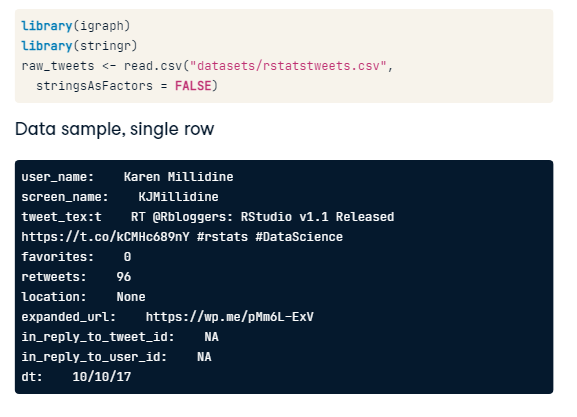 library(igraph)
library(stringr)
raw_tweets <- read.csv("datasets/rstatstweets.csv",
  stringsAsFactors = FALSE)
Data sample, single row
user_name:    Karen Millidine
screen_name:    KJMillidine
tweet_tex:t    RT @Rbloggers: RStudio v1.1 Released
https://t.co/kCMHc689nY #rstats #DataScience
favorites:    0
retweets:    96
location:    None
expanded_url:    https://wp.me/pMm6L-ExV
in_reply_to_tweet_id:    NA
in_reply_to_user_id:    NA
dt:    10/10/17